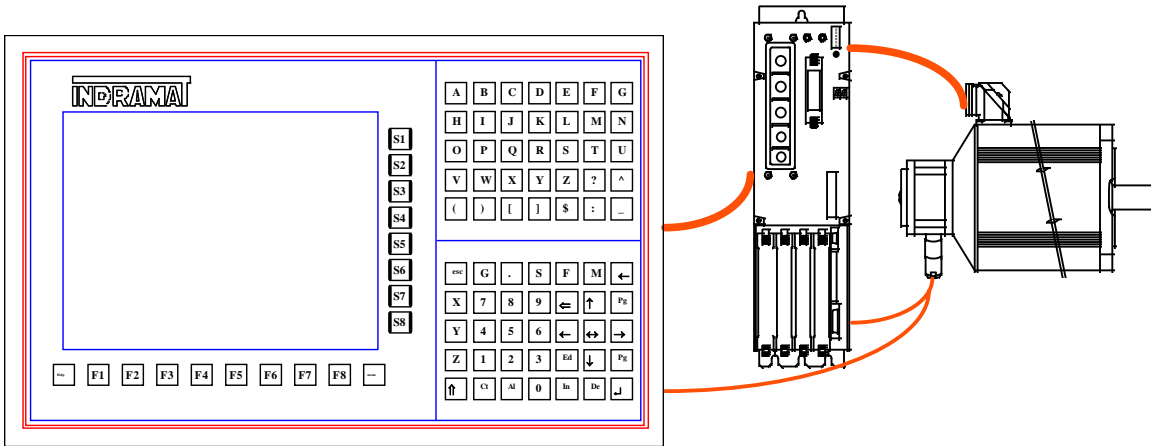 INDRAMAT
S1
S2
S3
S4
S5
S6
S7
S8
F1 F2 F3 F4 F5 F6 F7 F8
A B C D E F G
H I J K L M N
O P Q R S T U
V W X Y Z ? ^
( ) [ ] $ : _
esc G . S F M ←
X 7 8 9 ⇐ ↑ Pg
Y 4 5 6 ← ↔ →
Z 1 2 3 Ed ↓ Pg
⇑ Ct Al 0 In De ↵